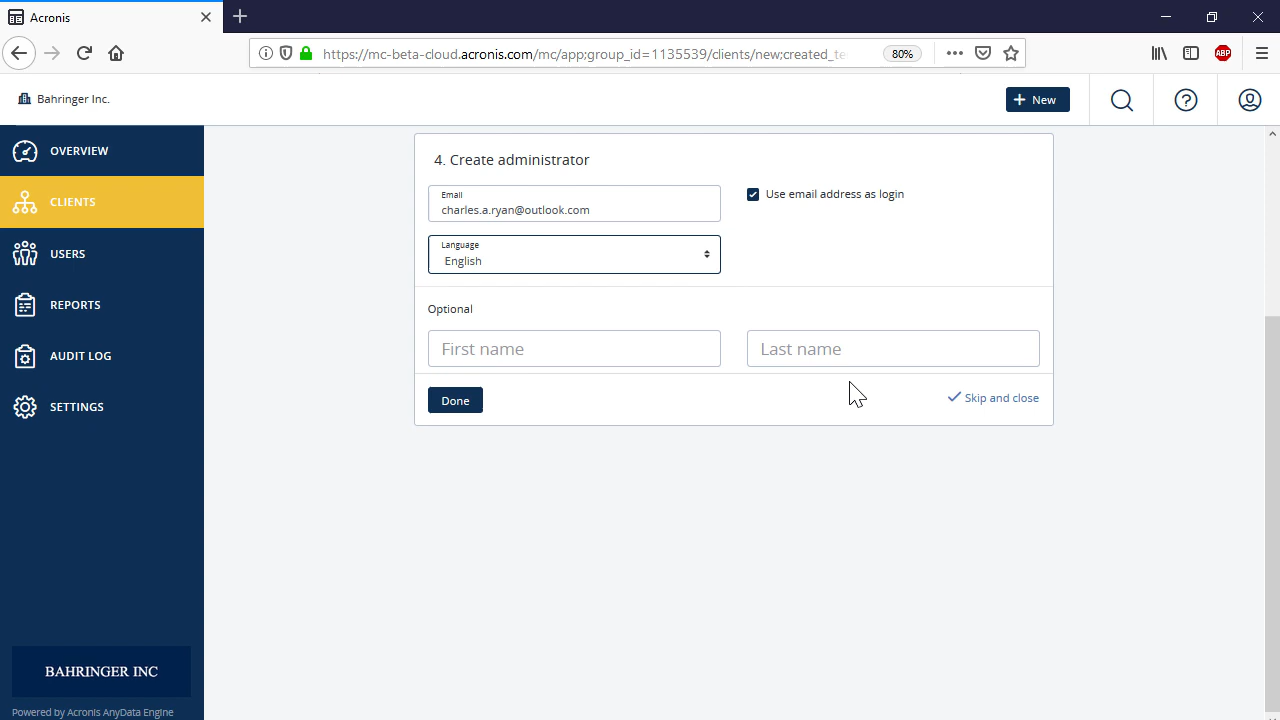 Acronis
https://mc-beta-cloud.acronis.com/mc/app;group_id=1135539/clients/new;created_te
80%
ABP
Bahringer Inc.
+ New
OVERVIEW
CLIENTS
USERS
REPORTS
AUDIT LOG
SETTINGS
4. Create administrator
Email
charles.a.ryan@outlook.com
Use email address as login
Language
English
Optional
First name
Last name
Done
Skip and close
BAHRINGER INC
Powered by Acronis AnyData Engine